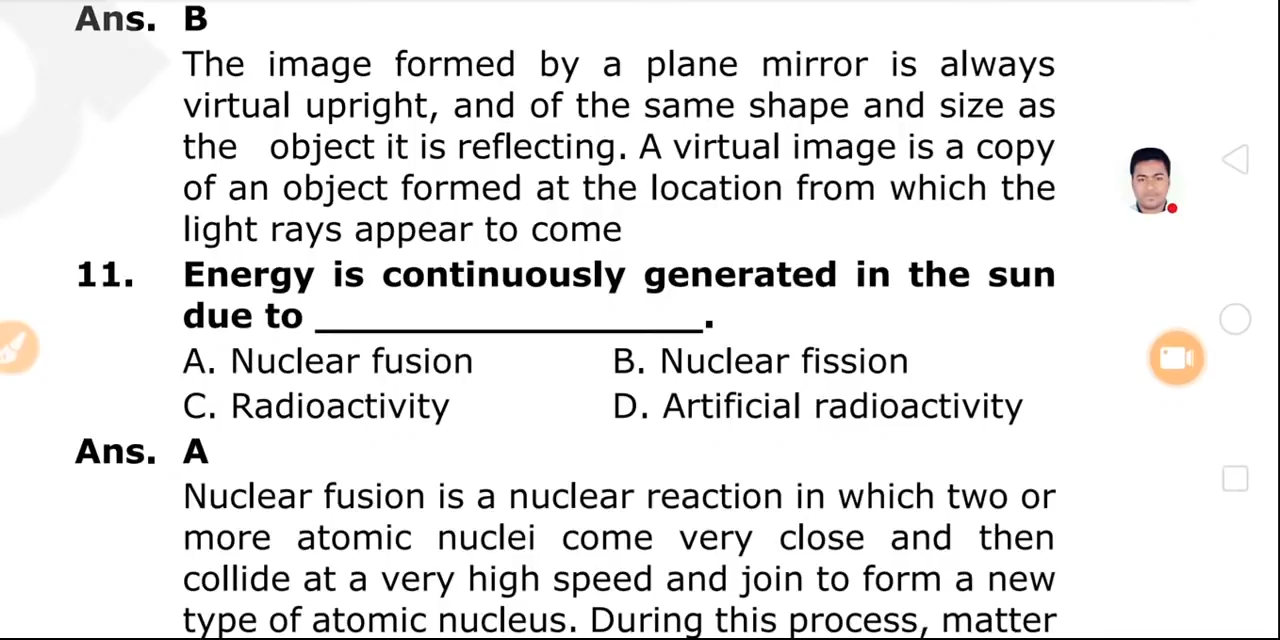 Ans. B
The image formed by a plane mirror is always
virtual upright, and of the same shape and size as
the object it is reflecting. A virtual image is a copy
of an object formed at the location from which the
light rays appear to come
11. Energy is continuously generated in the sun
due to ___________________.
A. Nuclear fusion B. Nuclear fission
C. Radioactivity D. Artificial radioactivity
Ans. A
Nuclear fusion is a nuclear reaction in which two or
more atomic nuclei come very close and then
collide at a very high speed and join to form a new
type of atomic nucleus. During this process, matter